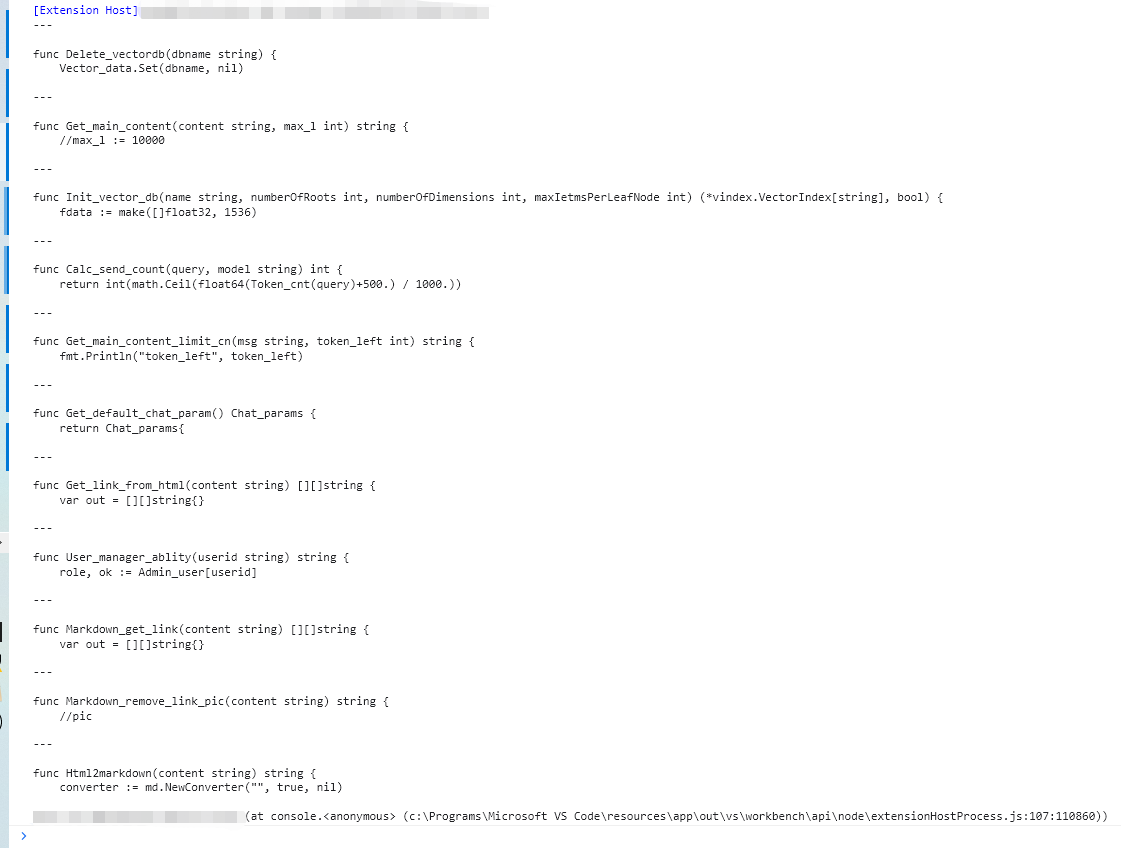 [Extension Host]
---
func Delete_vectordb(dbname string) {
    Vector_data.Set(dbname, nil)
---
func Get_main_content(content string, max_l int) string {
    //max_l := 10000
---
func Init_vector_db(name string, numberOfRoots int, numberOfDimensions int, maxIetmsPerLeafNode int) (*vindex.VectorIndex[string], bool) {
    fdata := make([]float32, 1536)
---
func Calc_send_count(query, model string) int {
    return int(math.Ceil(float64(Token_cnt(query)+500.) / 1000.))
---
func Get_main_content_limit_cn(msg string, token_left int) string {
    fmt.Println("token_left", token_left)
---
func Get_default_chat_param() Chat_params {
    return Chat_params{
---
func Get_link_from_html(content string) [][]string {
    var out = [][]string{}
---
func User_manager_ablity(userid string) string {
    role, ok := Admin_user[userid]
---
func Markdown_get_link(content string) [][]string {
    var out = [][]string{}
---
func Markdown_remove_link_pic(content string) string {
    //pic
---
func Html2markdown(content string) string {
    converter := md.NewConverter("", true, nil)
(at console.<anonymous> (c:\Programs\Microsoft VS Code\resources\app\out\vs\workbench\api\node\extensionHostProcess.js:107:110860))